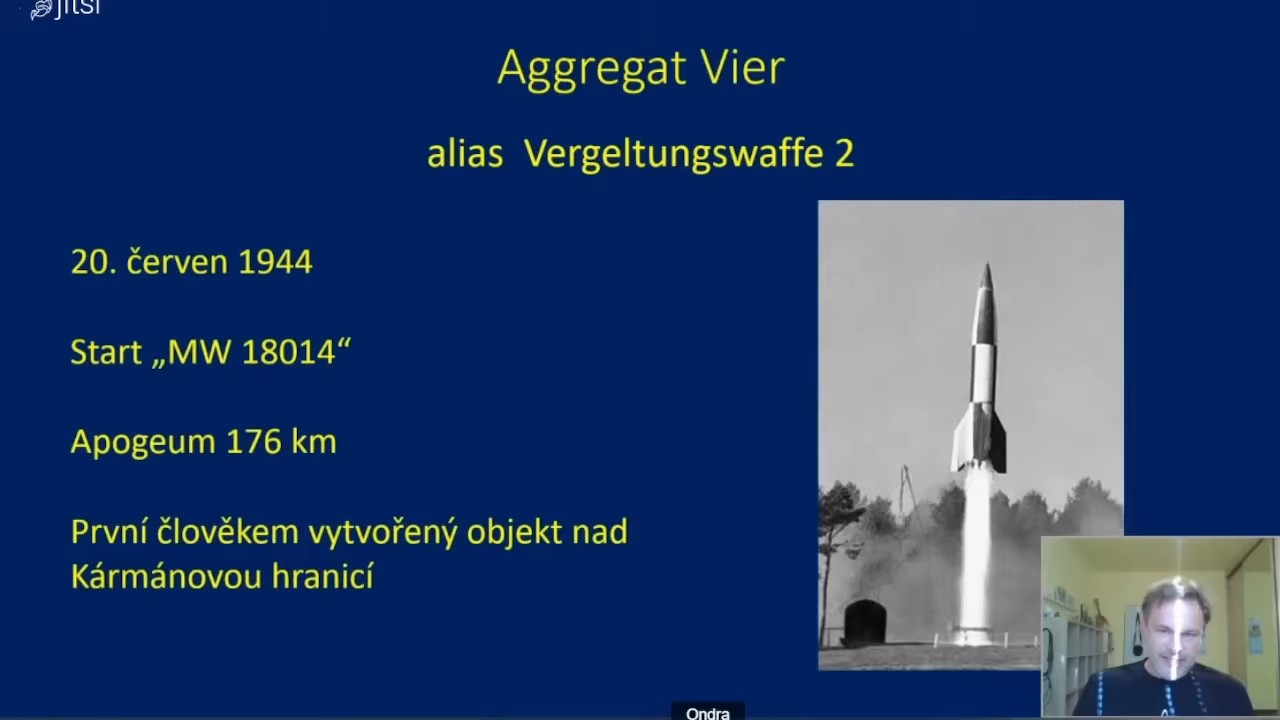 jitsi
Aggregat Vier
alias Vergeltungswaffe 2
20. červen 1944
Start „MW 18014“
Apogeum 176 km
První člověkem vytvořený objekt nad
Kármánovou hranicí
Ondra